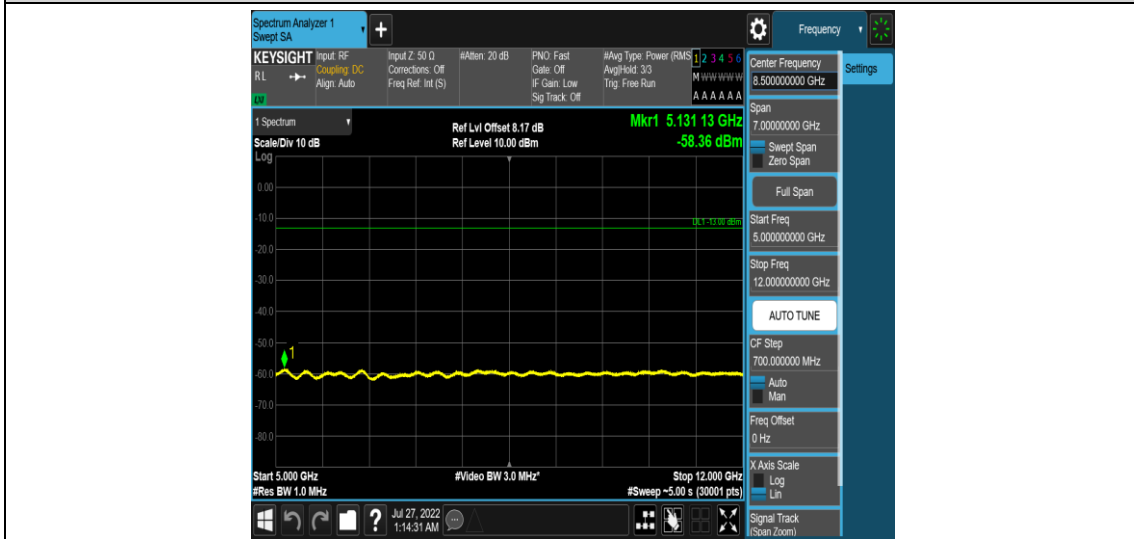 Spectrum Analyzer 1
Swept SA
+
Frequency
KEYSIGHT
RL
Input: RF
Coupling: DC
Align: Auto
Input Z: 50 Ω
Corrections: Off
Freq Ref: Int (S)
#Atten: 20 dB
PNO: Fast
Gate: Off
IF Gain: Low
Sig Track: Off
#Avg Type: Power (RMS
Avg|Hold: 3/3
Trig: Free Run
1 2 3 4 5 6
M W W W W W
A A A A A A
1 Spectrum
Scale/Div 10 dB
Log
Ref Lvl Offset 8.17 dB
Ref Level 10.00 dBm
Mkr1 5.131 13 GHz
-58.36 dBm
0.00
-10.0
DL1 -13.00 dBm
-20.0
-30.0
-40.0
-50.0
1
-60.0
-70.0
-80.0
Start 5.000 GHz
#Res BW 1.0 MHz
#Video BW 3.0 MHz*
Stop 12.000 GHz
#Sweep ~5.00 s (30001 pts)
?
Jul 27, 2022
1:14:31 AM
Center Frequency
8.500000000 GHz
Settings
Span
7.00000000 GHz
Swept Span
Zero Span
Full Span
Start Freq
5.000000000 GHz
Stop Freq
12.000000000 GHz
AUTO TUNE
CF Step
700.000000 MHz
Auto
Man
Freq Offset
0 Hz
X Axis Scale
Log
Lin
Signal Track
(Span Zoom)